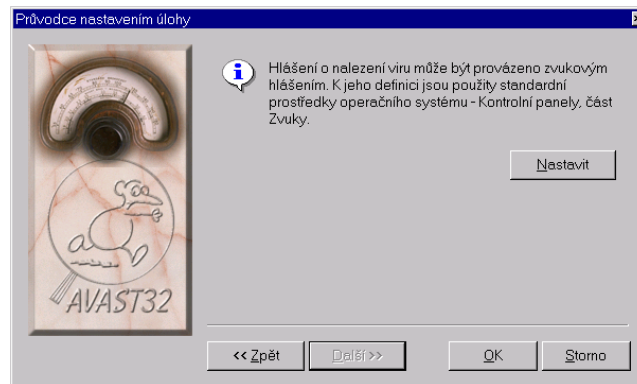 Průvodce nastavením úlohy
Hlášení o nalezení viru může být provázeno zvukovým
hlášením. K jeho definici jsou použity standardní
prostředky operačního systému - Kontrolní panely, část
Zvuky.
Nastavit
AVAST32
<< Zpět
Další >>
OK
Storno